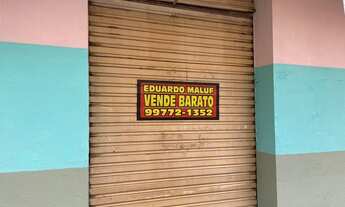 EDUARDO MALUF
VENDE BARATO
99772-1352